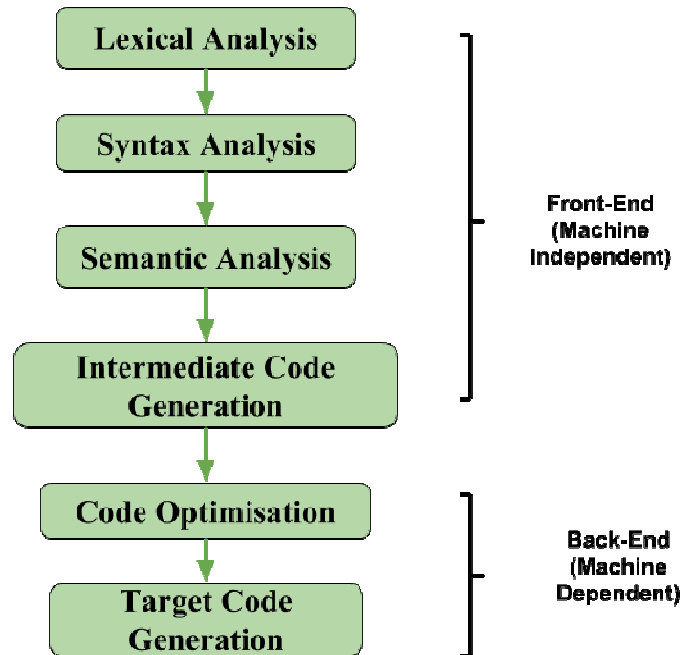 Lexical Analysis
Syntax Analysis
Semantic Analysis
Intermediate Code
Generation
Front-End
(Machine
Independent)
Code Optimisation
Target Code
Generation
Back-End
(Machine
Dependent)